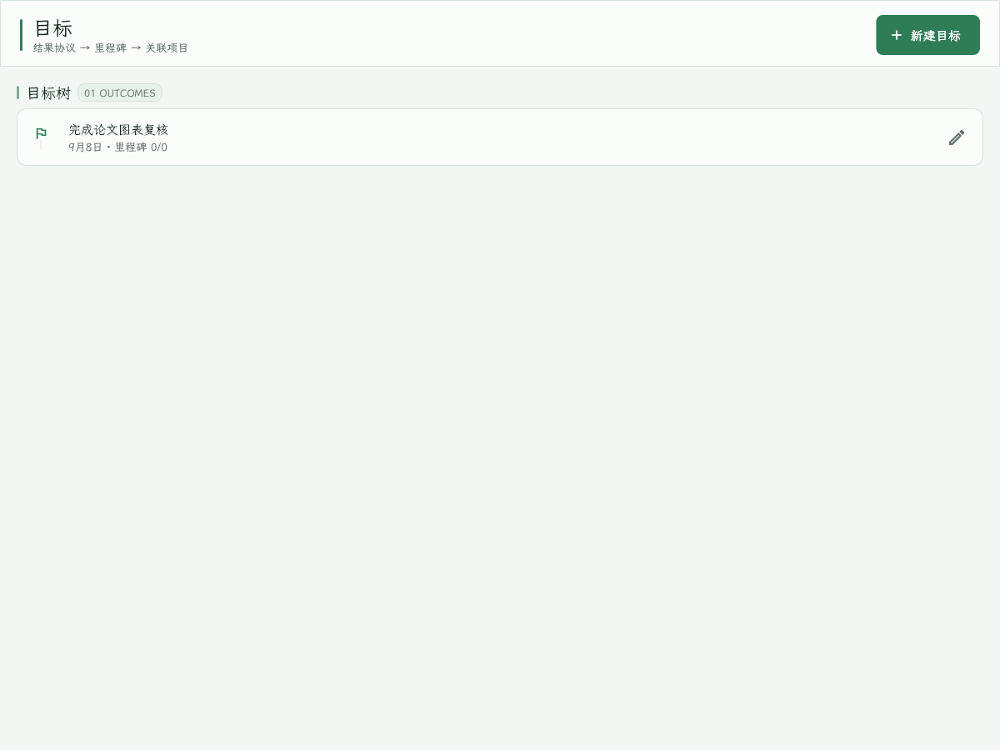 目标
结果协议 → 里程碑 → 关联项目
+ 新建目标
目标树 01 OUTCOMES
完成论文图表复核
9月8日 · 里程碑 0/0